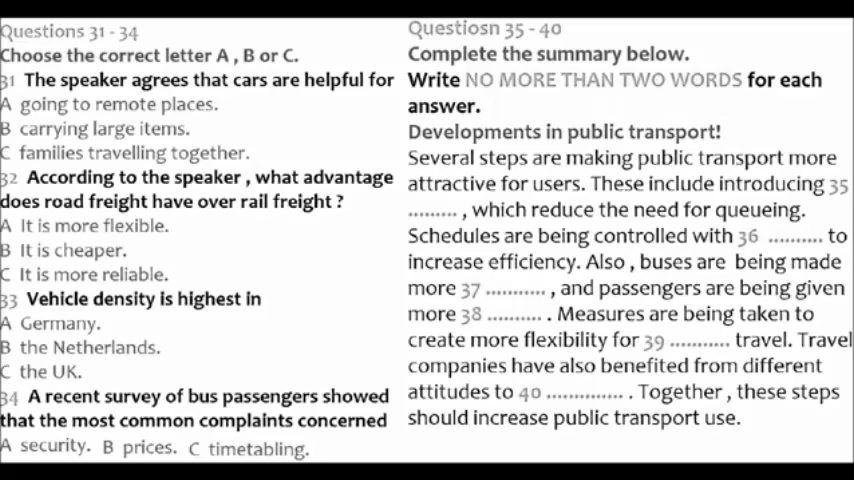 Questions 31 - 34
Choose the correct letter A , B or C.
31 The speaker agrees that cars are helpful for
A going to remote places.
B carrying large items.
C families travelling together.
32 According to the speaker , what advantage
does road freight have over rail freight ?
A It is more flexible.
B It is cheaper.
C It is more reliable.
33 Vehicle density is highest in
A Germany.
B the Netherlands.
C the UK.
34 A recent survey of bus passengers showed
that the most common complaints concerned
A security. B prices. C timetabling.
Questiosn 35 - 40
Complete the summary below.
Write NO MORE THAN TWO WORDS for each
answer.
Developments in public transport!
Several steps are making public transport more
attractive for users. These include introducing 35
.......... , which reduce the need for queueing.
Schedules are being controlled with 36 .......... to
increase efficiency. Also , buses are being made
more 37 ........... , and passengers are being given
more 38 .......... . Measures are being taken to
create more flexibility for 39 ........... travel. Travel
companies have also benefited from different
attitudes to 40 .............. . Together , these steps
should increase public transport use.